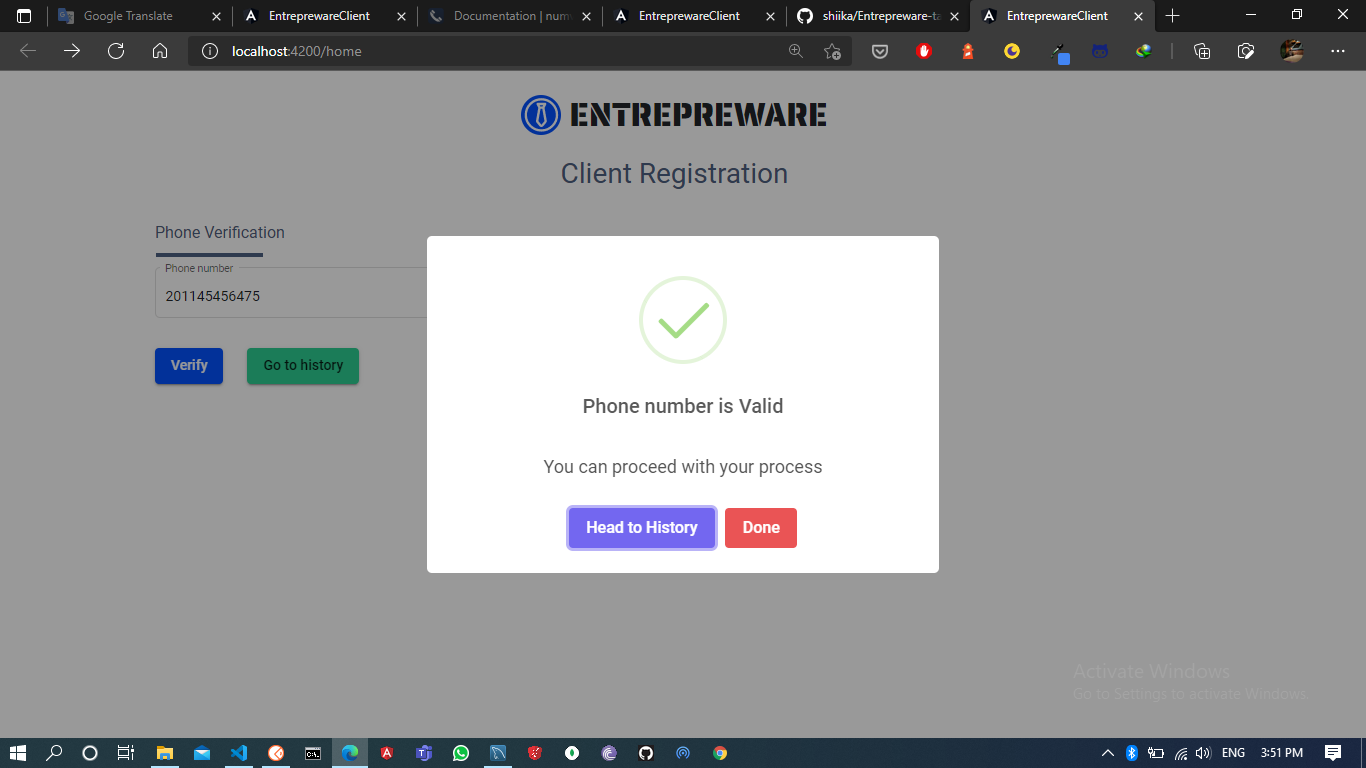 Google Translate
EntreprewareClient
Documentation | num
EntreprewareClient
shiika/Entrepreware-ta
EntreprewareClient
localhost:4200/home
ENTREPREWARE
Client Registration
Phone Verification
Phone number
201145456475
Verify
Go to history
Phone number is Valid
You can proceed with your process
Head to History
Done
Activate Windows
Go to Settings to activate Windows.
ENG
3:51 PM